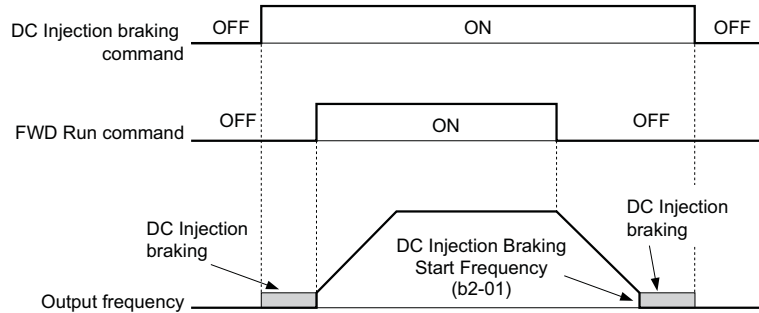 DC Injection braking
command
OFF
ON
OFF
FWD Run command
OFF
ON
OFF
DC Injection
braking
DC Injection Braking
Start Frequency
(b2-01)
DC Injection
braking
Output frequency